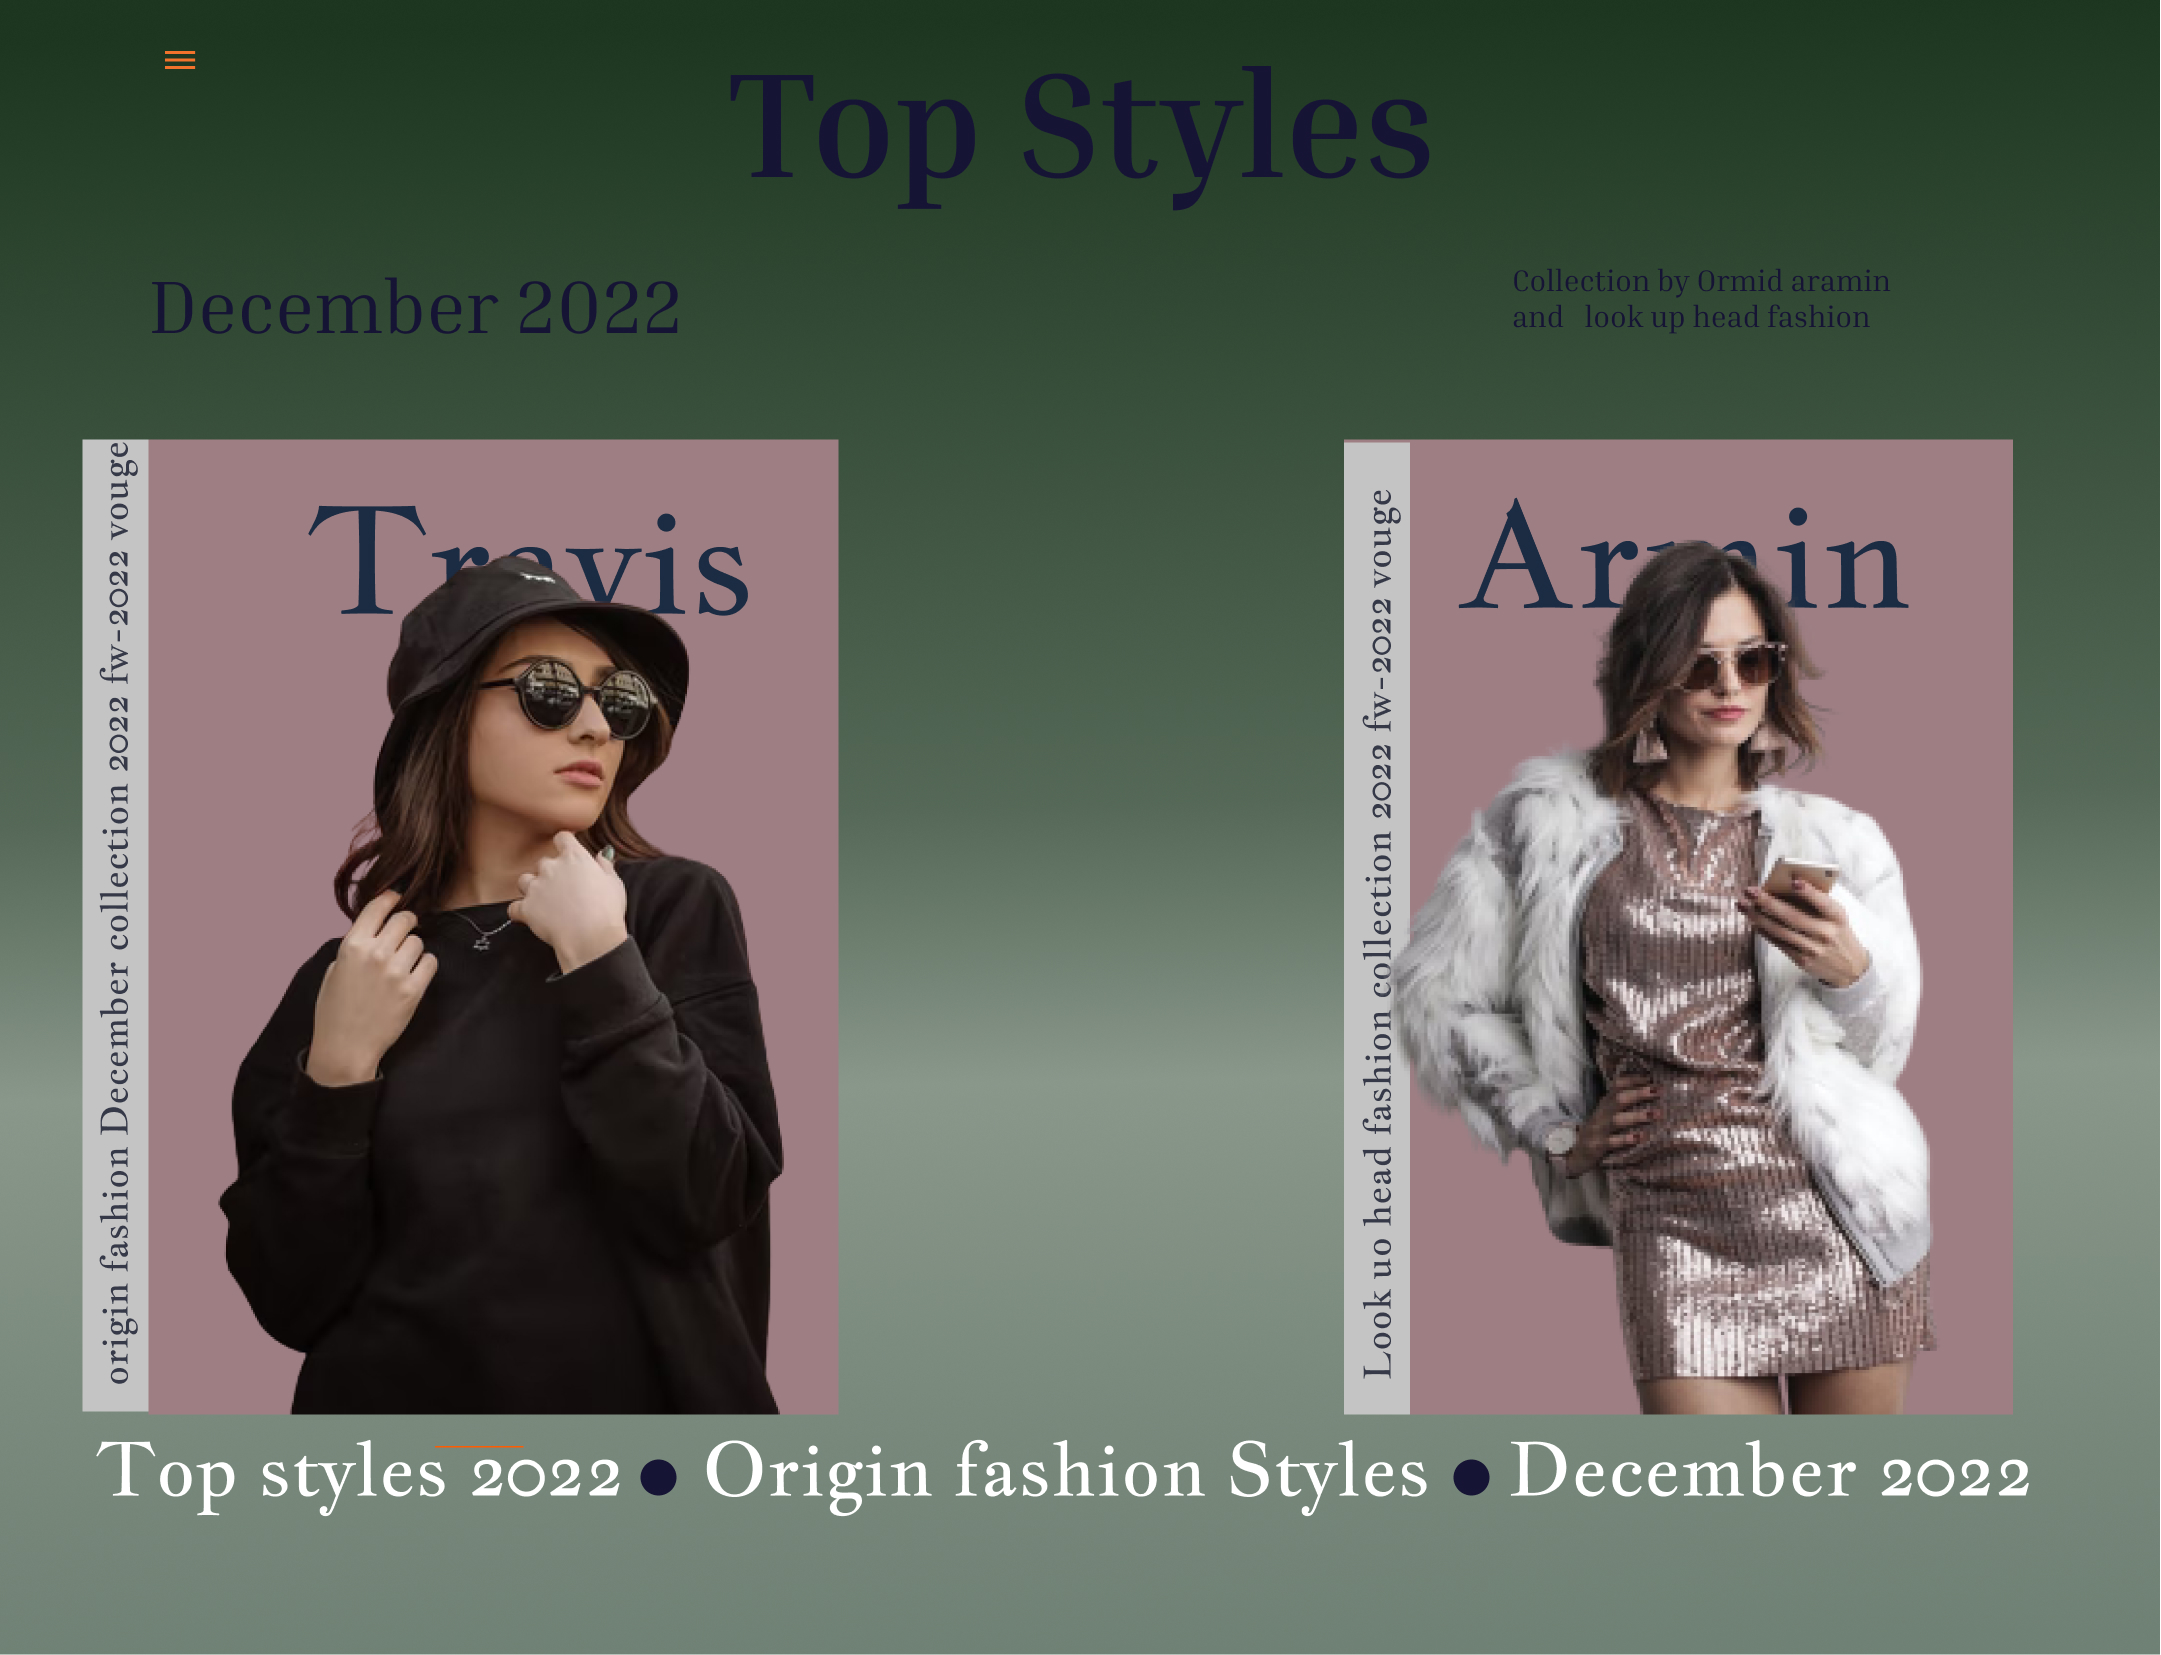 Top Styles
December 2022
Collection by Ormid aramin
and look up head fashion
origin fashion December collection 2022 fw-2022 vouge
Travis
Look uo head fashion collection 2022 fw-2022 vouge
Armin
Top styles 2022 ● Origin fashion Styles ● December 2022